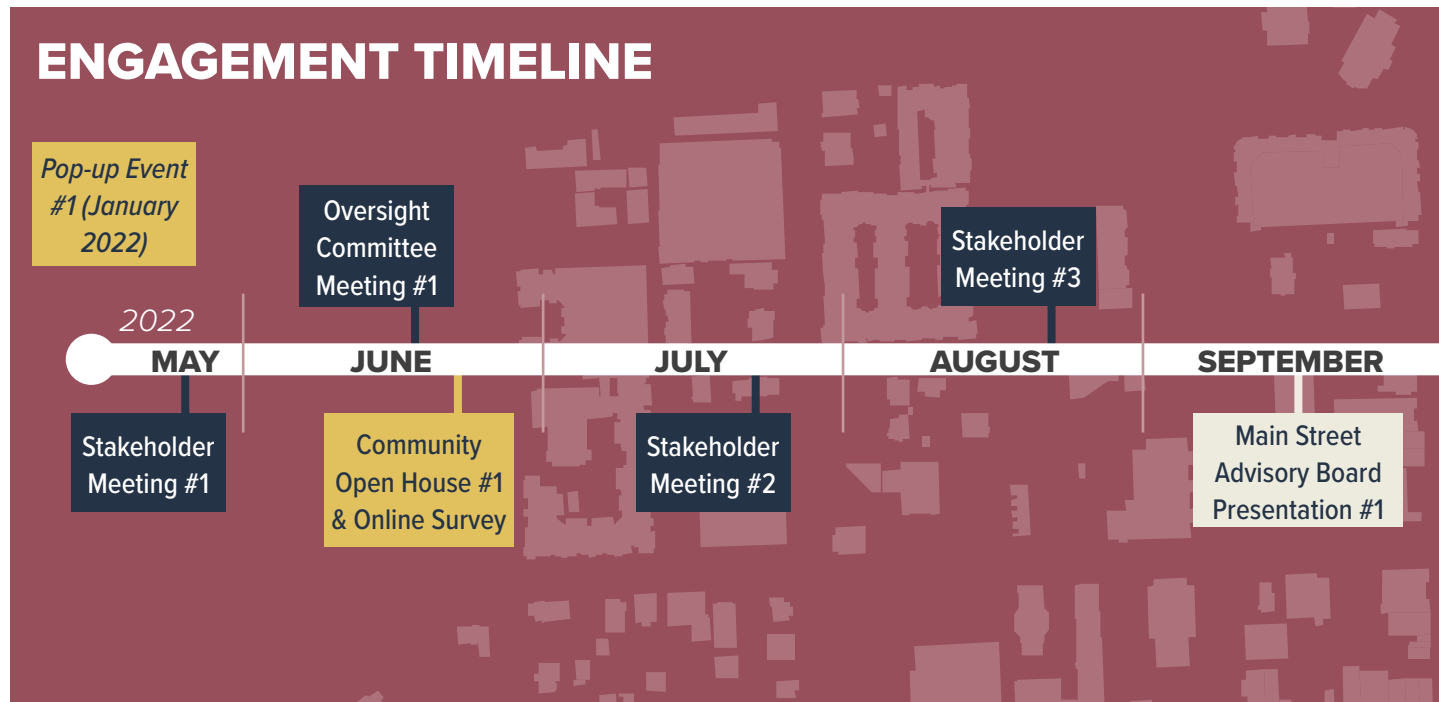 ENGAGEMENT TIMELINE
Pop-up Event
#1 (January
2022)
Oversight
Committee
Meeting #1
Stakeholder
Meeting #3
2022
MAY
JUNE
JULY
AUGUST
SEPTEMBER
Stakeholder
Meeting #1
Community
Open House #1
& Online Survey
Stakeholder
Meeting #2
Main Street
Advisory Board
Presentation #1